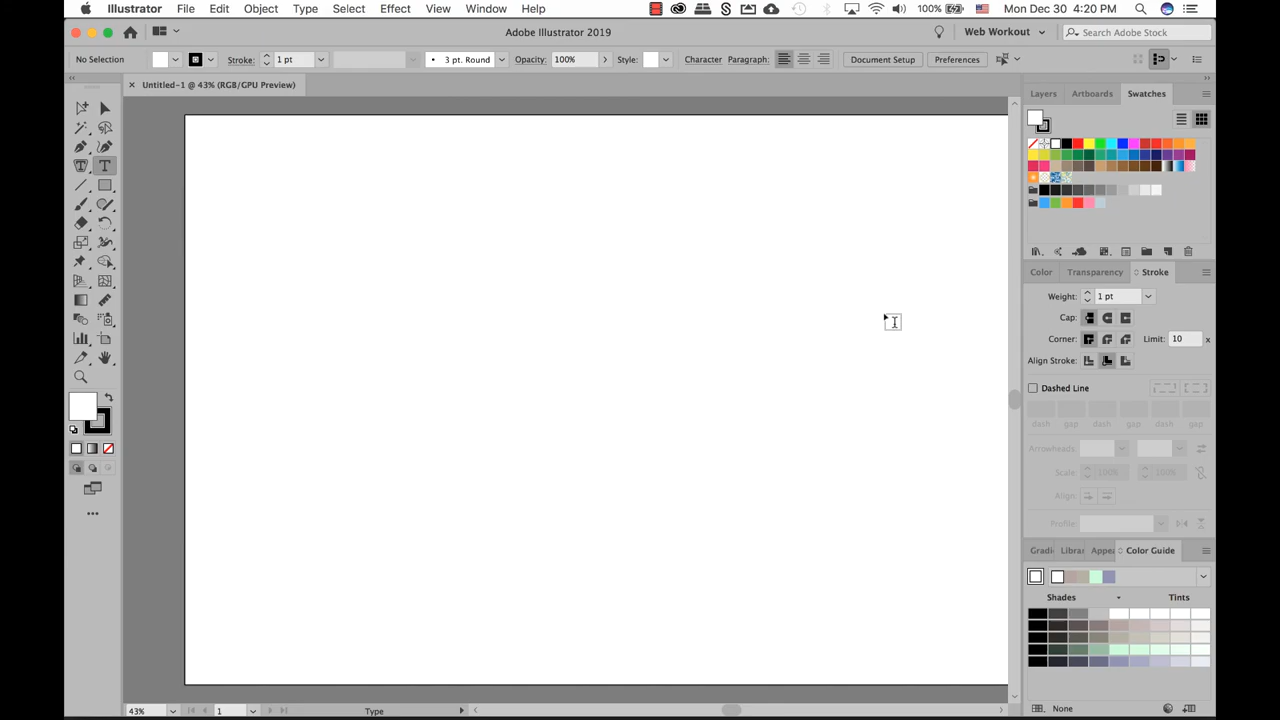 Illustrator File Edit Object Type Select Effect View Window Help 100% Mon Dec 30 4:20 PM
Adobe Illustrator 2019 Web Workout Search Adobe Stock
No Selection Stroke: 1 pt 3 pt. Round Opacity: 100% Style: Character Paragraph: Document Setup Preferences
Untitled-1 @ 43% (RGB/GPU Preview)
Layers Artboards Swatches
Color Transparency Stroke
Weight: 1 pt
Cap:
Corner: Limit: 10 x
Align Stroke:
Dashed Line
dash gap dash gap dash gap
Arrowheads:
Scale: 100% 100%
Align:
Profile:
Gradi Librar Appea Color Guide
Shades Tints
None
43% 1 Type